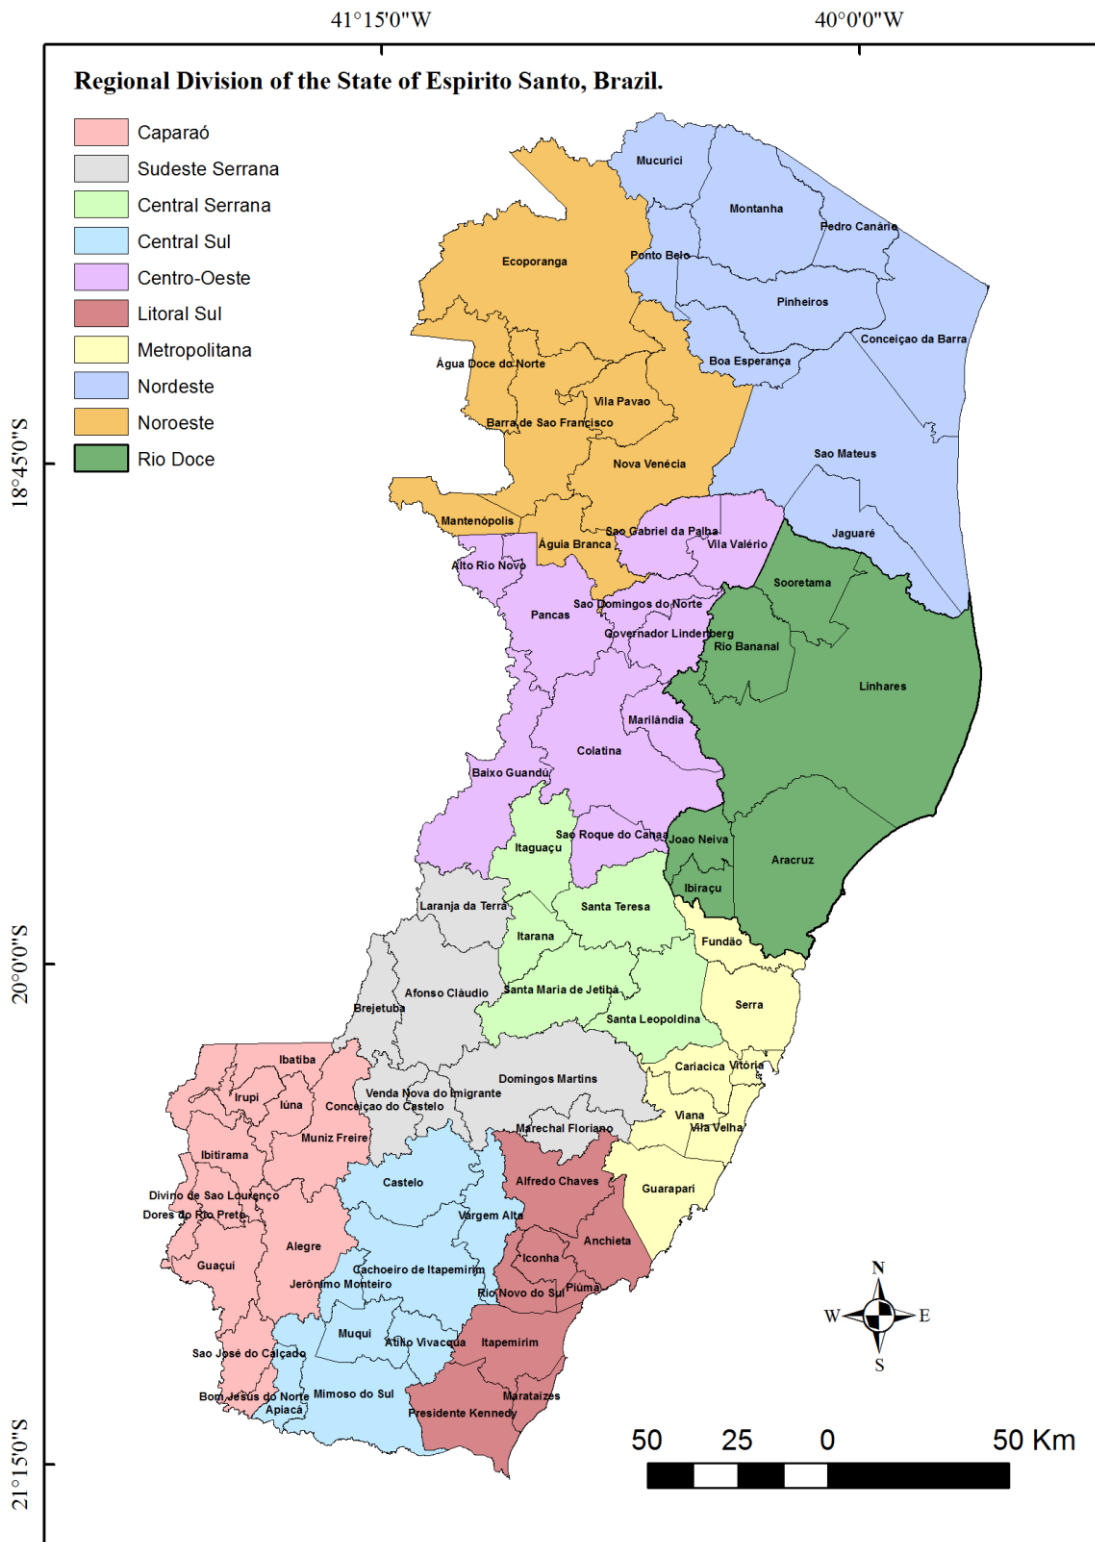 41°15'0"W
40°0'0"W
Regional Division of the State of Espirito Santo, Brazil.
Caparaó
Sudeste Serrana
Central Serrana
Central Sul
Centro-Oeste
Litoral Sul
Metropolitana
Nordeste
Noroeste
Rio Doce
18°45'0"S
20°0'0"S
21°15'0"S
Mucurici
Montanha
Pedro Canário
Ecoporanga
Ponto Belo
Pinheiros
Conceiçao da Barra
Boa Esperança
Água Doce do Norte
Vila Pavao
Barra de Sao Francisco
Nova Venécia
Sao Mateus
Mantenópolis
Águia Branca
Sao Gabriel da Palha
Vila Valério
Jaguaré
Alto Rio Novo
Sooretama
Pancas
Sao Domingos do Norte
Governador Lindenberg
Rio Bananal
Linhares
Marilândia
Colatina
Baixo Guandú
Sao Roque do Canaa
Joao Neiva
Itaguaçu
Aracruz
Ibiraçu
Laranja da Terra
Santa Teresa
Itarana
Fundão
Afonso Cláudio
Santa Maria de Jetibá
Brejetuba
Serra
Santa Leopoldina
Ibatiba
Cariacica
Vitória
Domingos Martins
Irupi
Iúna
Venda Nova do Imigrante
Conceiçao do Castelo
Viana
Vila Velha
Marechal Floriano
Muniz Freire
Ibitirama
Castelo
Alfredo Chaves
Guarapari
Divino de Sao Lourenço
Dores do Rio Preto
Vargem Alta
Anchieta
Alegre
Iconha
Guaçuí
Cachoeiro de Itapemirim
Jerônimo Monteiro
Rio Novo do Sul
Piúma
Muqui
Atilio Vivacqua
Itapemirim
Sao José do Calçado
Bom Jesus do Norte
Mimoso do Sul
Marataizes
Apiacá
Presidente Kennedy
N
W
E
S
50 25 0 50 Km